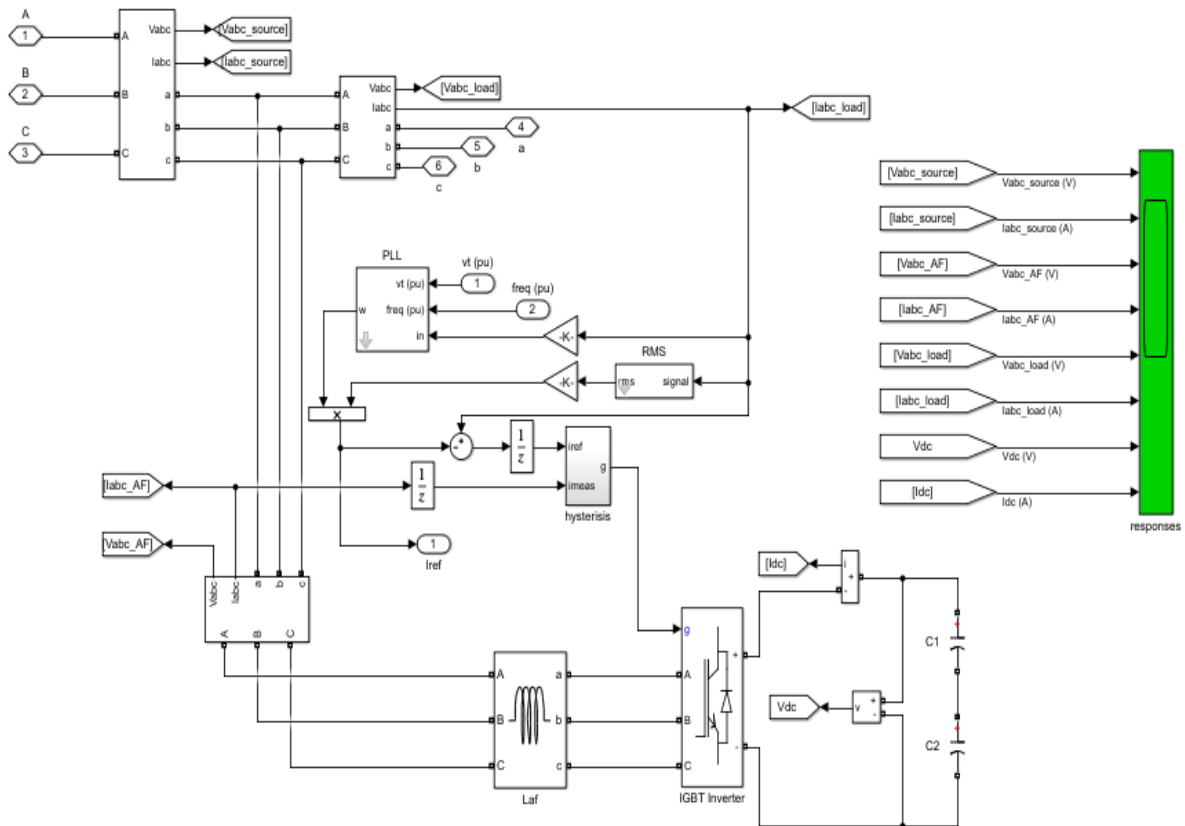 A
1
A
Vabc
[Vabc_source]
Iabc
[Iabc_source]
B
2
B
a
b
C
3
C
c
A
Vabc
[Vabc_load]
Iabc
[Iabc_load]
B
a
4
a
b
5
b
C
c
6
c
[Vabc_source]
Vabc_source (V)
[Iabc_source]
Iabc_source (A)
[Vabc_AF]
Vabc_AF (V)
[Iabc_AF]
Iabc_AF (A)
[Vabc_load]
Vabc_load (V)
[Iabc_load]
Iabc_load (A)
Vdc
Vdc (V)
[Idc]
Idc (A)
responses
PLL
vt (pu)
vt (pu)
1
freq (pu)
w
freq (pu)
2
in
-K-
RMS
-K-
rms
signal
x
- +
1
z
iref
g
imeas
hysterisis
[Iabc_AF]
1
z
[Vabc_AF]
1
Iref
Vabc
Iabc
a
b
c
A
B
C
A
a
B
b
C
c
Laf
g
A
+
B
C
-
IGBT Inverter
[Idc]
i
+
-
Vdc
v
+
-
+
C1
+
C2